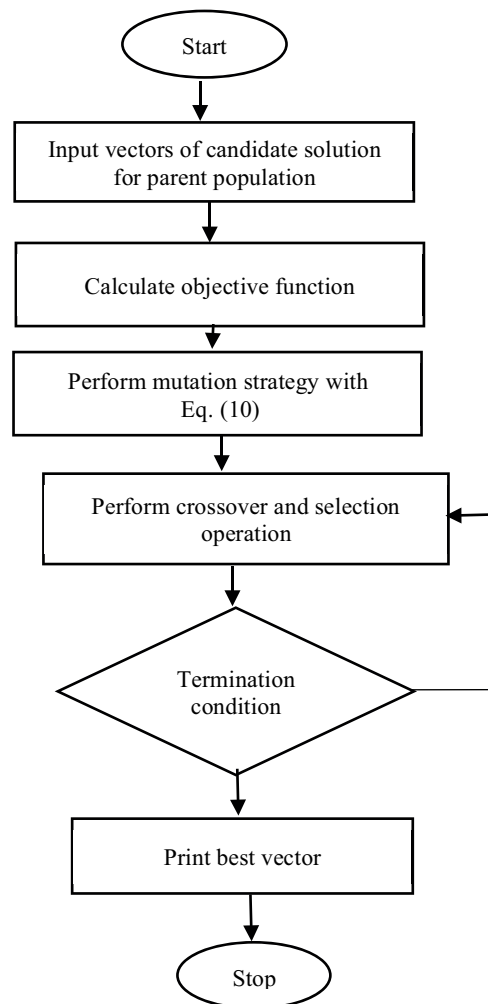 Start
Input vectors of candidate solution
for parent population
Calculate objective function
Perform mutation strategy with
Eq. (10)
Perform crossover and selection
operation
Termination
condition
Print best vector
Stop